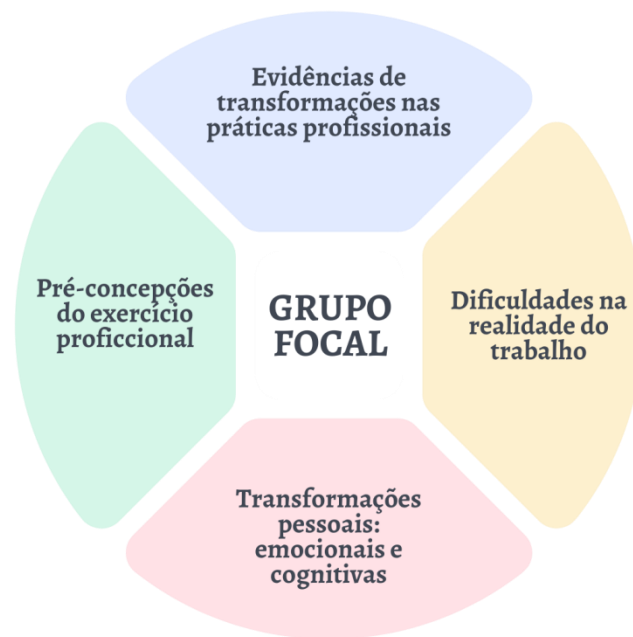 Evidências de
transformações nas
práticas profissionais
Pré-concepções
do exercício
proficcional
GRUPO
FOCAL
Dificuldades na
realidade do
trabalho
Transformações
pessoais:
emocionais e
cognitivas